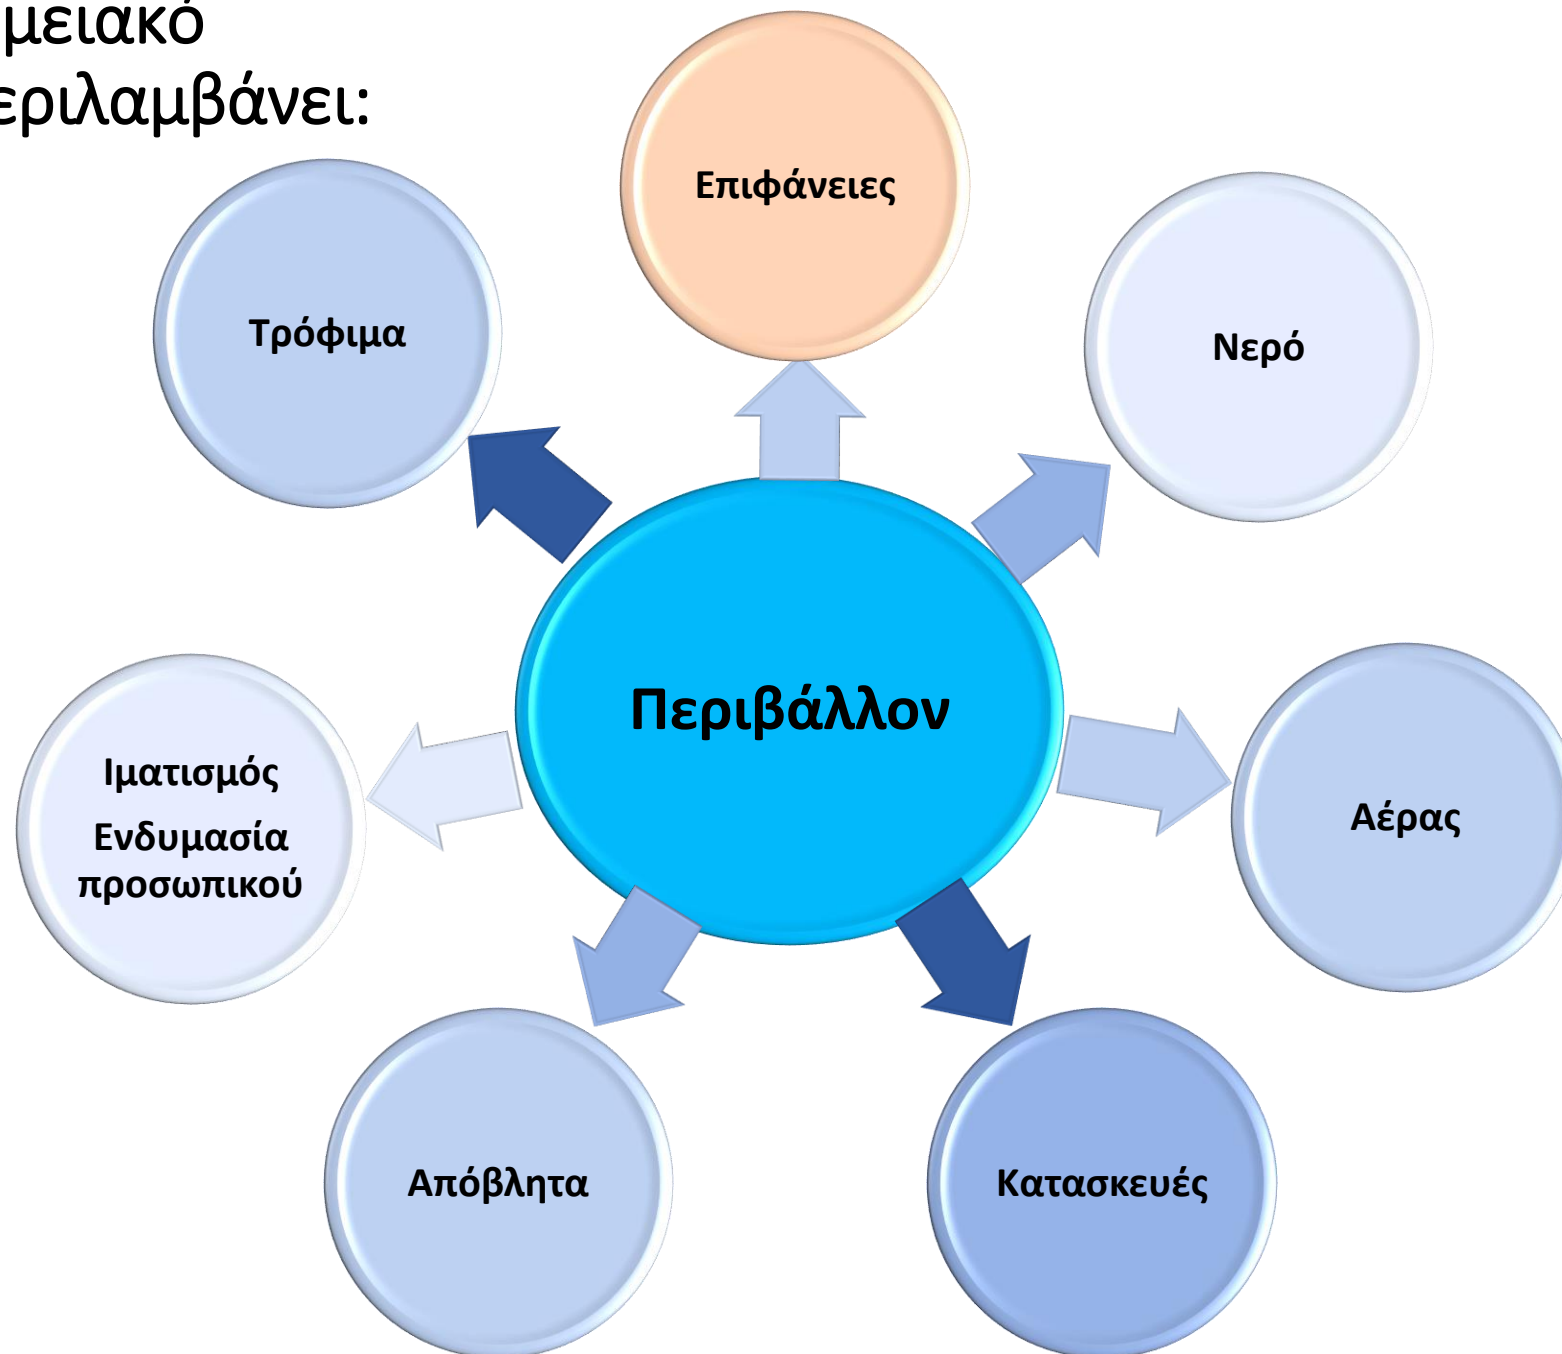 μειακό
εριλαμβάνει:
Επιφάνειες
Τρόφιμα
Νερό
Περιβάλλον
Ιματισμός
Ενδυμασία
προσωπικού
Αέρας
Απόβλητα
Κατασκευές